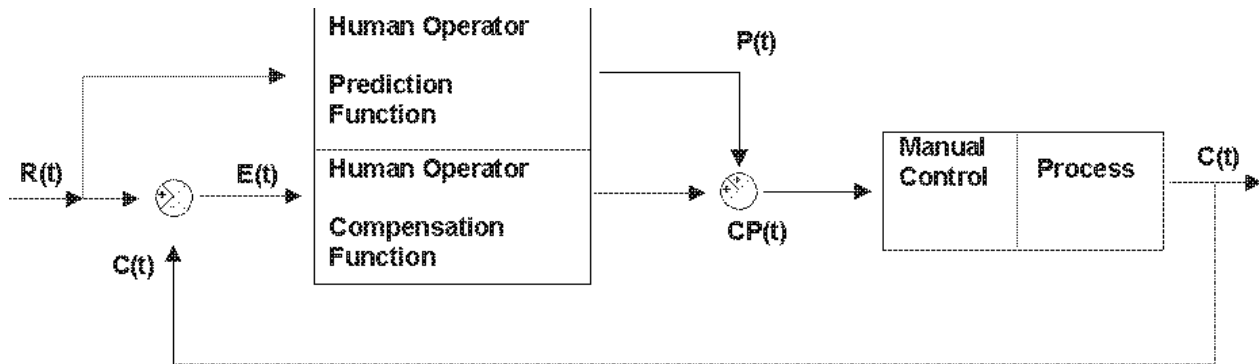 Human Operator
Prediction
Function
P(t)
R(t)
E(t)
Human Operator
Compensation
Function
CP(t)
Manual
Control
Process
C(t)
C(t)